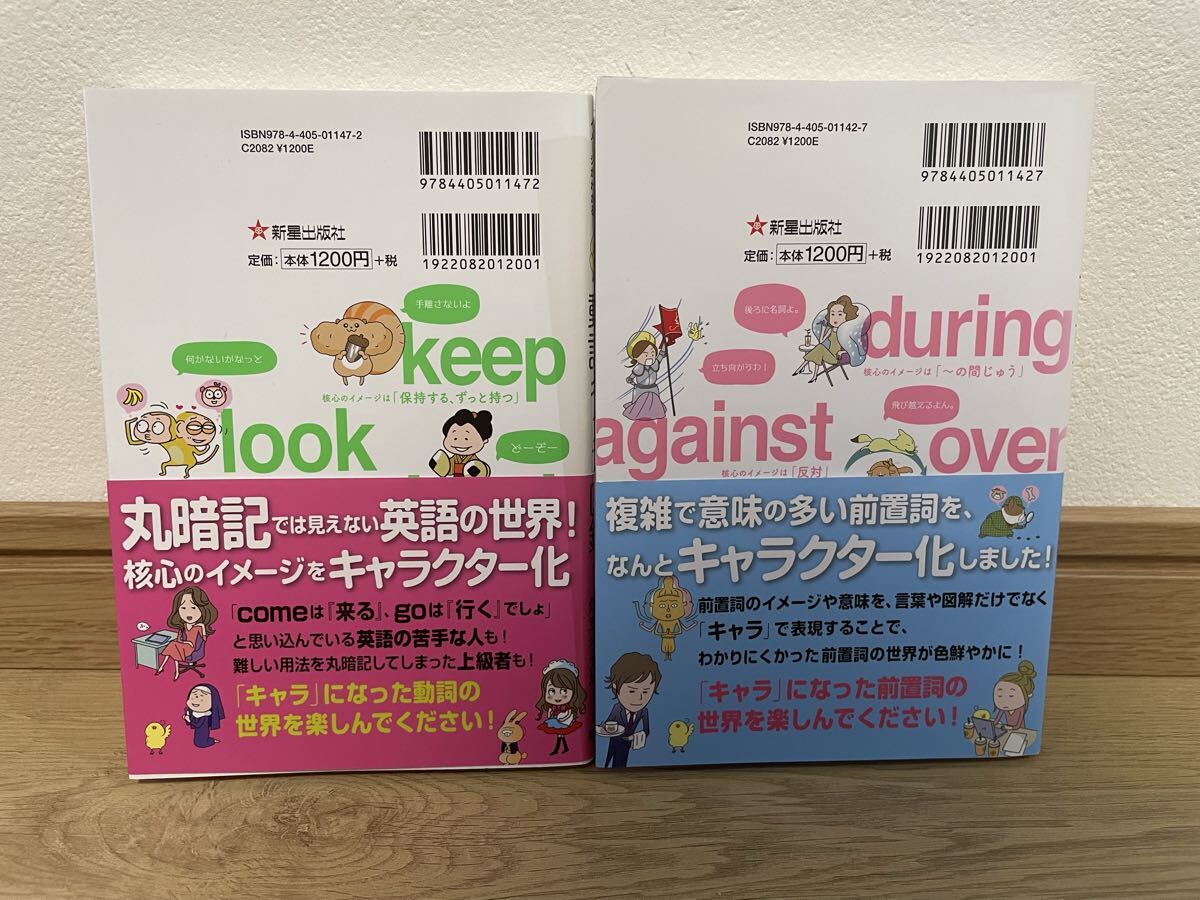 ISBN978-4-405-01147-2
C2082 ¥1200E
9784405011472
新星出版社
定価：本体1200円+税
1922082012001
手離さないよ
keep
核心のイメージは「保持する、ずっと持つ」
何かないかなっと
look
どーぞー
丸暗記では見えない英語の世界！
核心のイメージをキャラクター化
「comeは『来る』、goは『行く』でしょ」
と思い込んでいる英語の苦手な人も！
難しい用法を丸暗記してしまった上級者も！
「キャラ」になった動詞の
世界を楽しんでください！
ISBN978-4-405-01142-7
C2082 ¥1200E
9784405011427
新星出版社
定価：本体1200円+税
1922082012001
後ろに名詞よ。
during
核心のイメージは「〜の間じゅう」
立ち向かうわ！
against
核心のイメージは「反対」
飛び越えるよん。
over
複雑で意味の多い前置詞を、
なんとキャラクター化しました！
前置詞のイメージや意味を、言葉や図解だけでなく
「キャラ」で表現することで、
わかりにくかった前置詞の世界が色鮮やかに！
「キャラ」になった前置詞の
世界を楽しんでください！